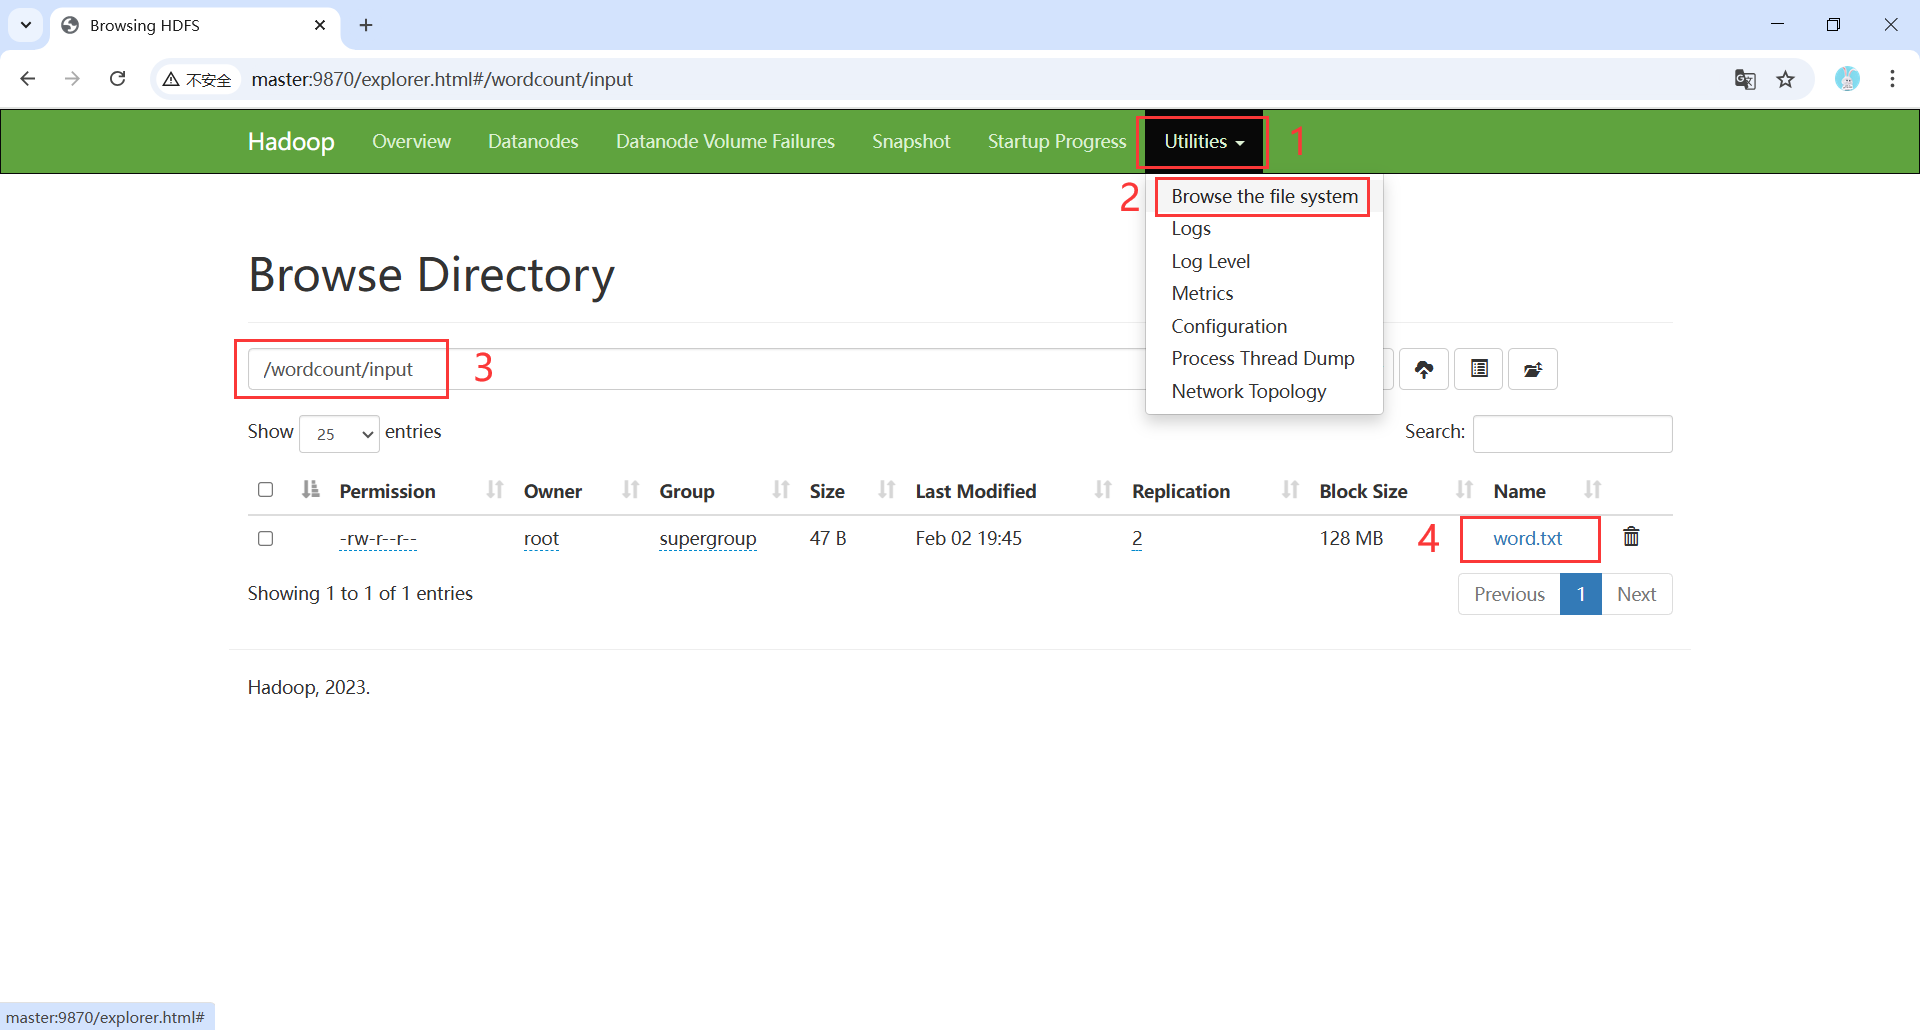 Browsing HDFS
不安全 master:9870/explorer.html#/wordcount/input
Hadoop Overview Datanodes Datanode Volume Failures Snapshot Startup Progress Utilities 1
2 Browse the file system
Logs
Log Level
Metrics
Configuration
Process Thread Dump
Network Topology
Browse Directory
/wordcount/input 3
Show 25 entries Search:
Permission Owner Group Size Last Modified Replication Block Size Name
-rw-r--r-- root supergroup 47 B Feb 02 19:45 2 128 MB 4 word.txt
Showing 1 to 1 of 1 entries Previous 1 Next
Hadoop, 2023.
master:9870/explorer.html#